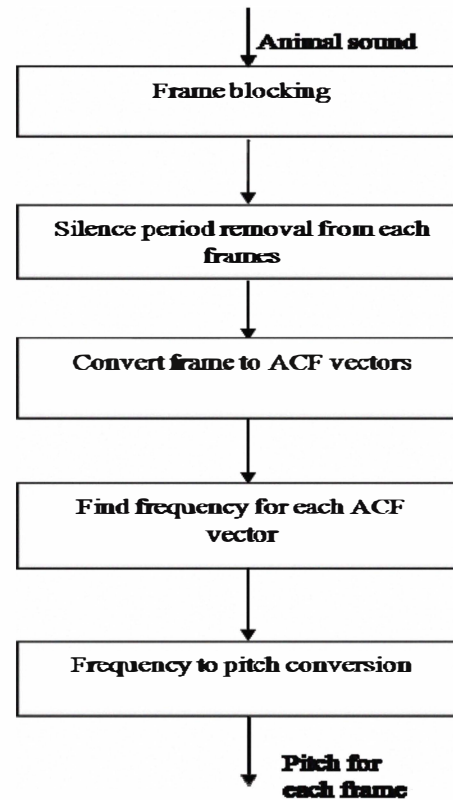 Animal sound
Frame blocking
Silence period removal from each
frames
Convert frame to ACF vectors
Find frequency for each ACF
vector
Frequency to pitch conversion
Pitch for
each frame